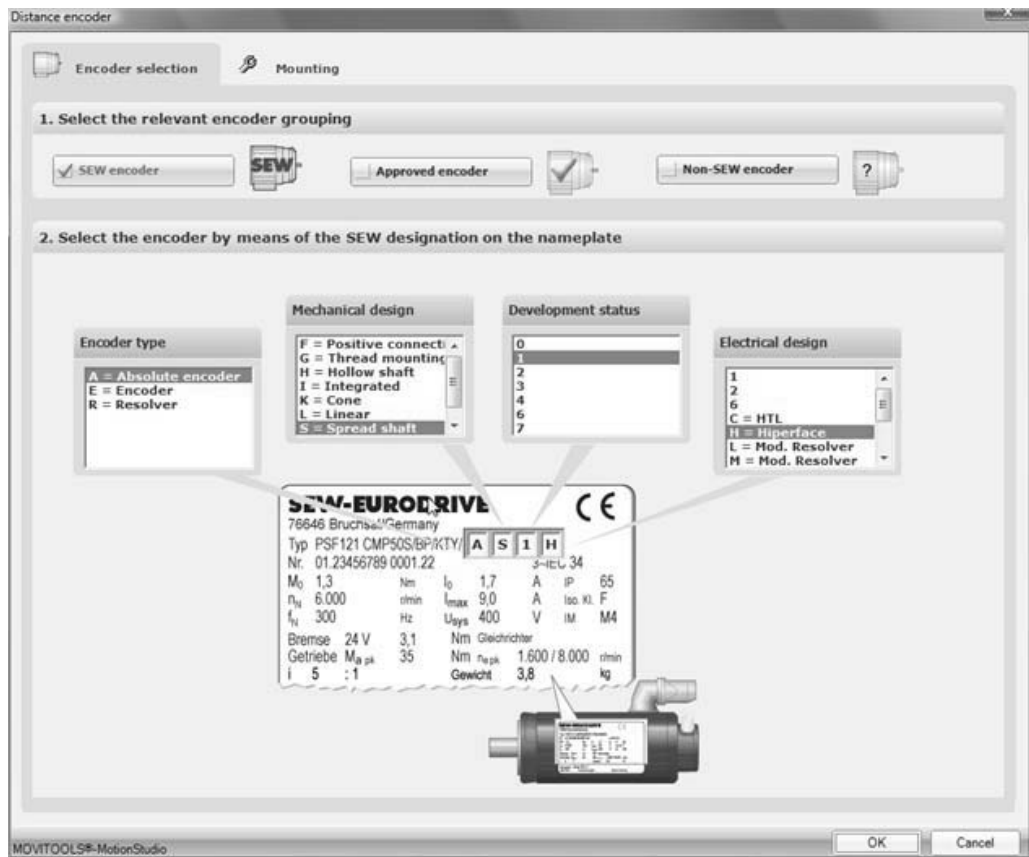 Distance encoder
Encoder selection
Mounting
1. Select the relevant encoder grouping
SEW encoder
SEW
Approved encoder
Non-SEW encoder
?
2. Select the encoder by means of the SEW designation on the nameplate
Encoder type
A = Absolute encoder
E = Encoder
R = Resolver
Mechanical design
F = Positive connecti
G = Thread mounting
H = Hollow shaft
I = Integrated
K = Cone
L = Linear
S = Spread shaft
Development status
0
1
2
3
4
6
7
Electrical design
1
2
6
C = HTL
H = Hiperface
L = Mod. Resolver
M = Mod. Resolver
SEW-EURODRIVE CE
76646 Bruchsal/Germany
Typ PSF121 CMP50S/BP/KTY/ A S 1 H
Nr. 01.23456789 0001.22 3~IEC 34
M0 1,3 Nm I0 1,7 A IP 65
nN 6.000 r/min Imax 9,0 A Iso. Kl. F
fN 300 Hz Usys 400 V IM M4
Bremse 24 V 3,1 Nm Gleichrichter
Getriebe Ma pk 35 Nm ne pk 1.600 / 8.000 r/min
i 5 :1 Gewicht 3,8 kg
MOVITOOLS®-MotionStudio
OK
Cancel